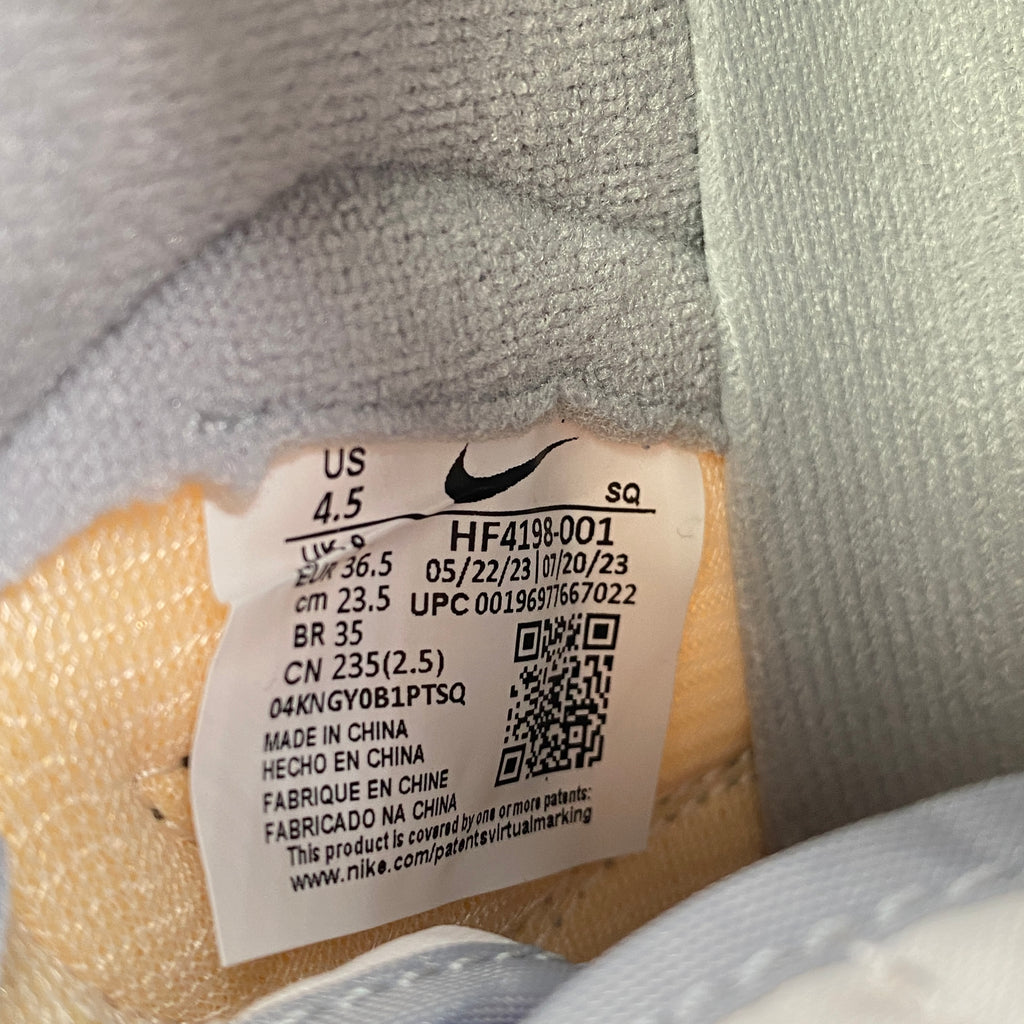 US
4.5
SQ
HF4198-001
05/22/23|07/20/23
UPC 00196977667022
EUR 36.5
cm 23.5
BR 35
CN 235(2.5)
04KNGY0B1PTSQ
MADE IN CHINA
HECHO EN CHINA
FABRIQUE EN CHINE
FABRICADO NA CHINA
This product is covered by one or more patents:
www.nike.com/patentsvirtualmarking